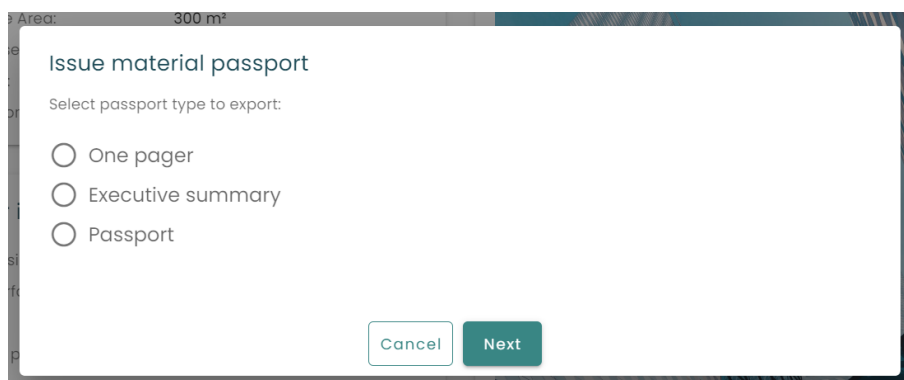 Area: 300 m²
Issue material passport
Select passport type to export:
One pager
Executive summary
Passport
Cancel Next